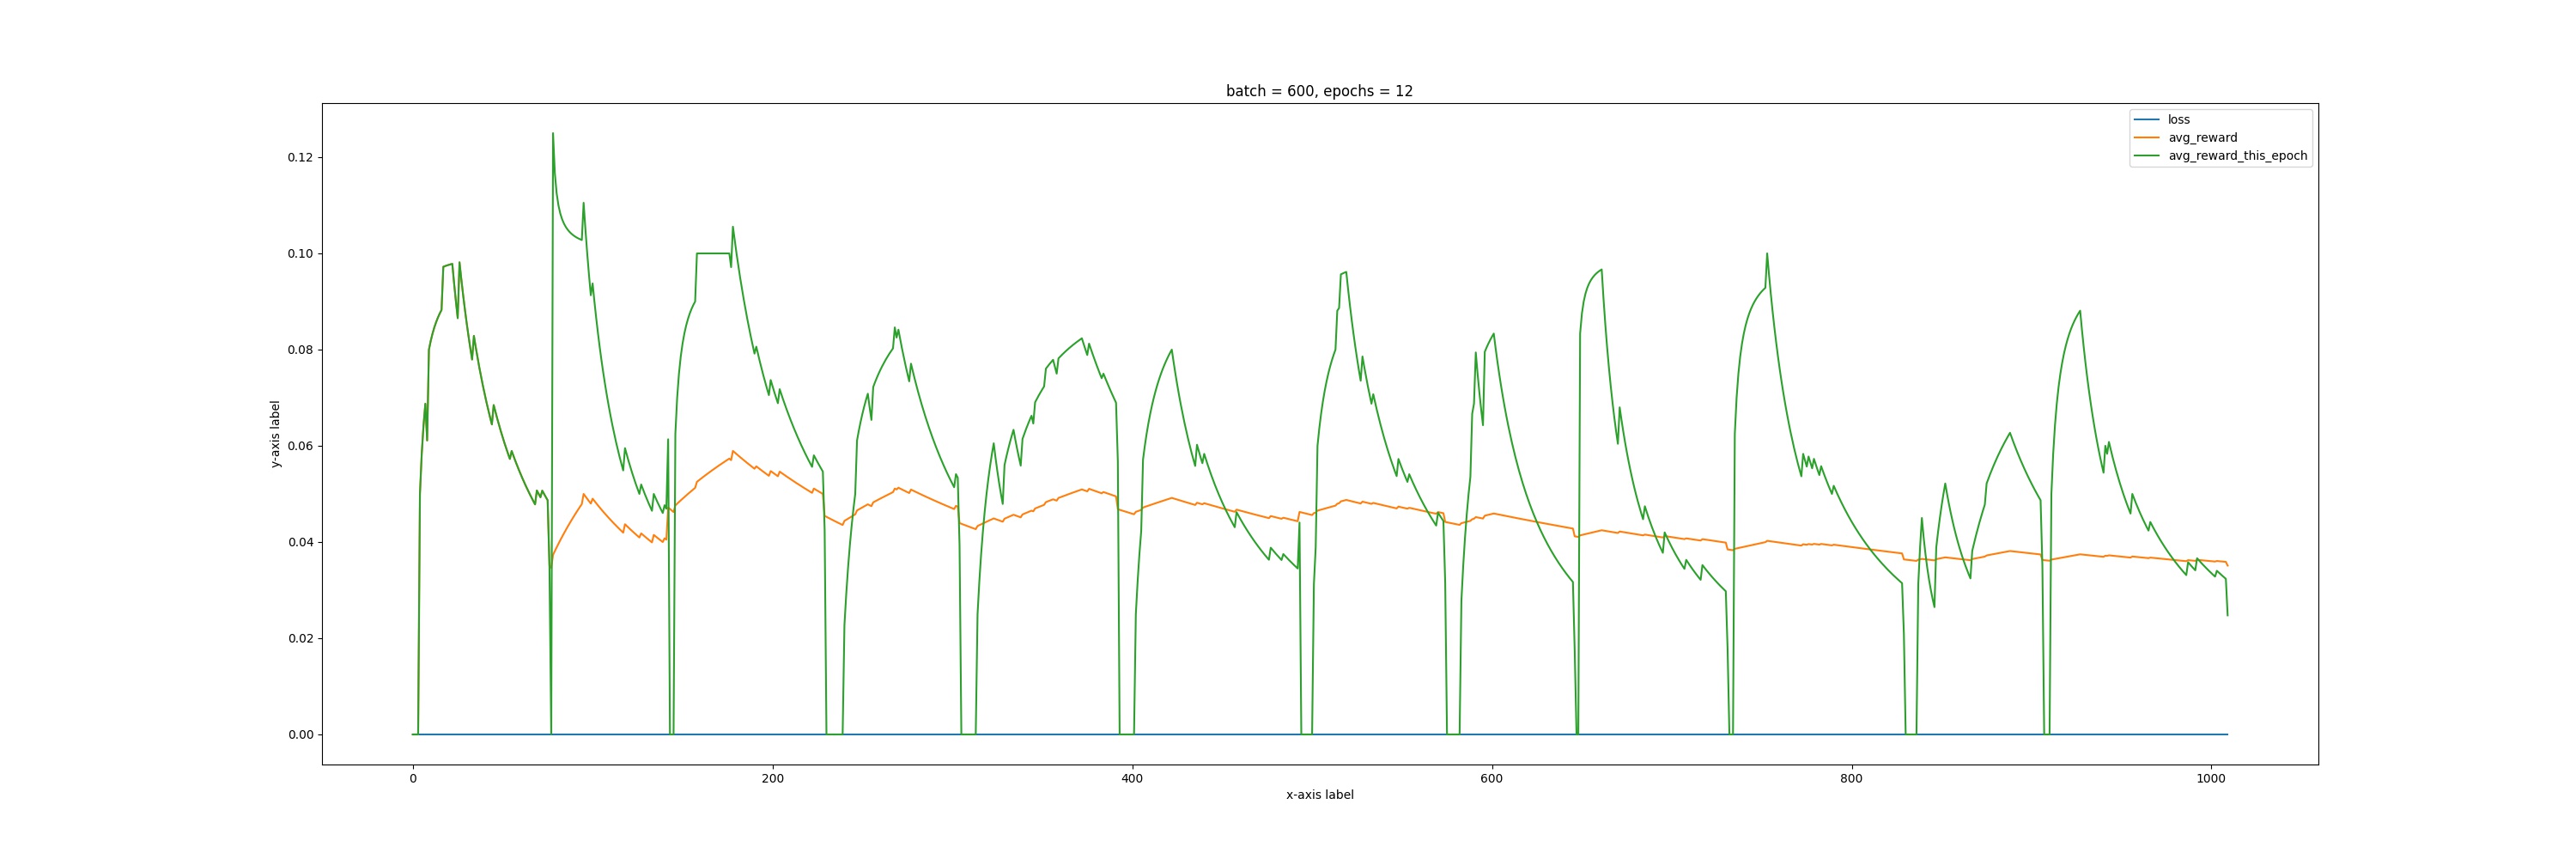 batch = 600, epochs = 12
loss
avg_reward
avg_reward_this_epoch
y-axis label
0.12
0.10
0.08
0.06
0.04
0.02
0.00
0 200 400 600 800 1000
x-axis label